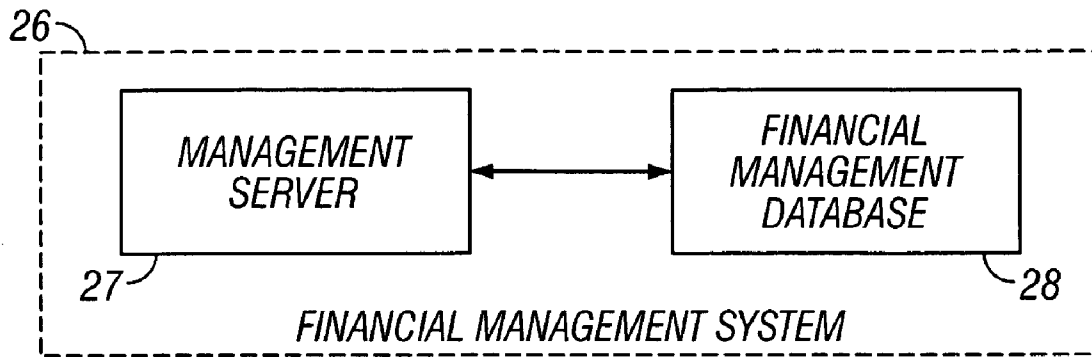 26
MANAGEMENT
SERVER
FINANCIAL
MANAGEMENT
DATABASE
27
28
FINANCIAL MANAGEMENT SYSTEM